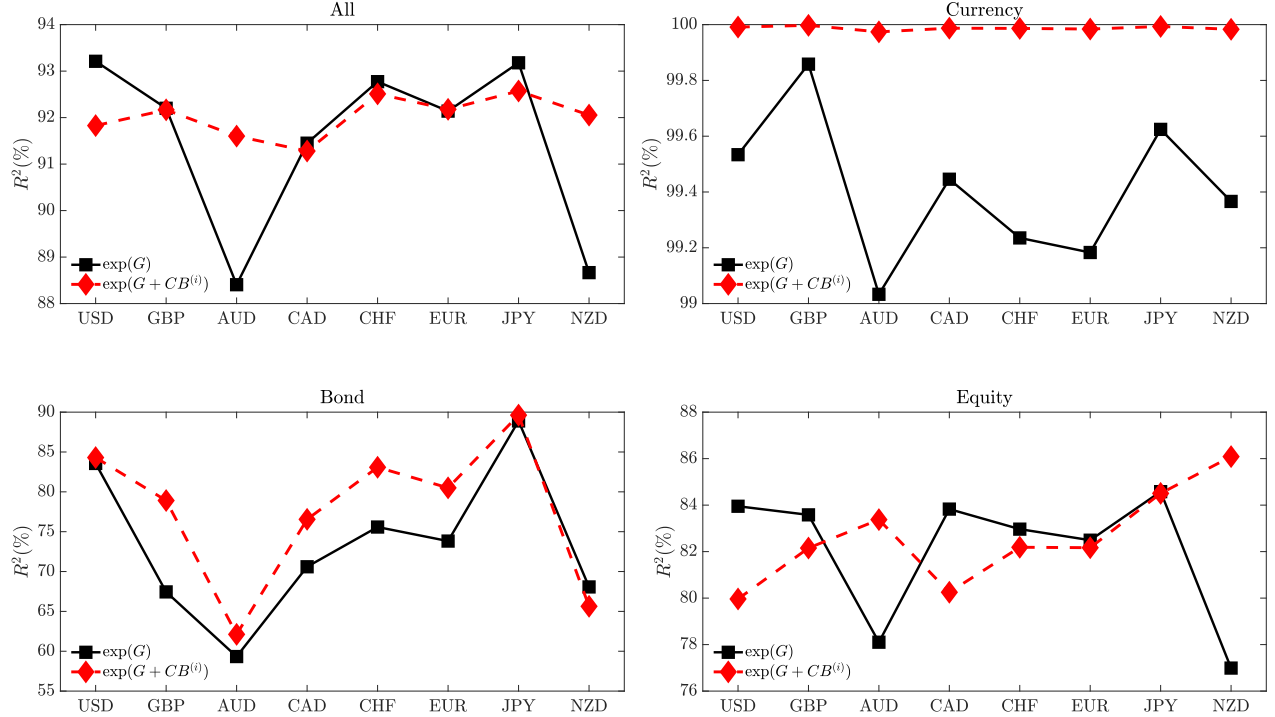 All
94
93
92
91
90
89
88
R²(%)
exp(G)
exp(G + CB⁽ⁱ⁾)
USD GBP AUD CAD CHF EUR JPY NZD
Currency
100
99.8
99.6
99.4
99.2
99
R²(%)
exp(G)
exp(G + CB⁽ⁱ⁾)
USD GBP AUD CAD CHF EUR JPY NZD
Bond
90
85
80
75
70
65
60
55
R²(%)
exp(G)
exp(G + CB⁽ⁱ⁾)
USD GBP AUD CAD CHF EUR JPY NZD
Equity
88
86
84
82
80
78
76
R²(%)
exp(G)
exp(G + CB⁽ⁱ⁾)
USD GBP AUD CAD CHF EUR JPY NZD